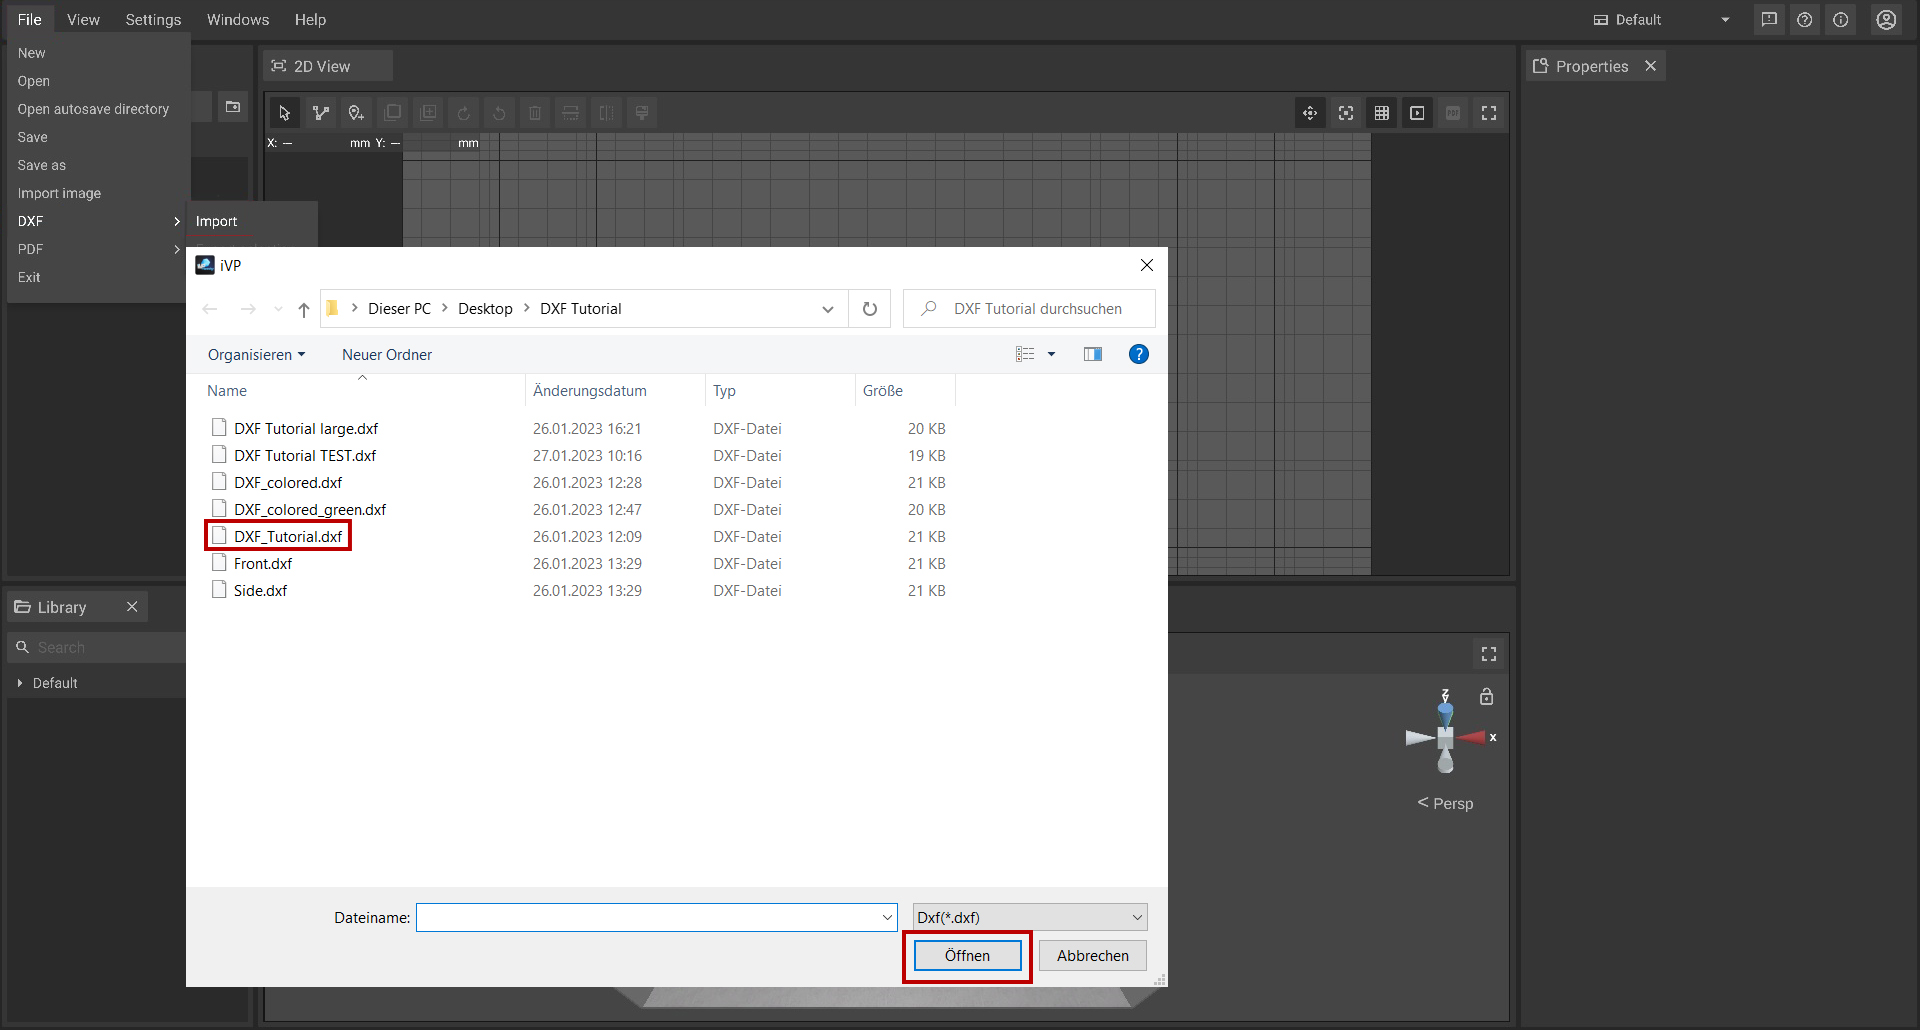 File View Settings Windows Help Default
New
Open
Open autosave directory
Save
Save as
Import image
DXF Import
PDF
Exit
2D View
X: — mm Y: — mm
Properties
iVP
Dieser PC Desktop DXF Tutorial
DXF Tutorial durchsuchen
Organisieren Neuer Ordner
Name Änderungsdatum Typ Größe
DXF Tutorial large.dxf 26.01.2023 16:21 DXF-Datei 20 KB
DXF Tutorial TEST.dxf 27.01.2023 10:16 DXF-Datei 19 KB
DXF_colored.dxf 26.01.2023 12:28 DXF-Datei 21 KB
DXF_colored_green.dxf 26.01.2023 12:47 DXF-Datei 20 KB
DXF_Tutorial.dxf 26.01.2023 12:09 DXF-Datei 21 KB
Front.dxf 26.01.2023 13:29 DXF-Datei 21 KB
Side.dxf 26.01.2023 13:29 DXF-Datei 21 KB
Dateiname: Dxf(*.dxf)
Öffnen Abbrechen
Library
Search
Default
x
< Persp